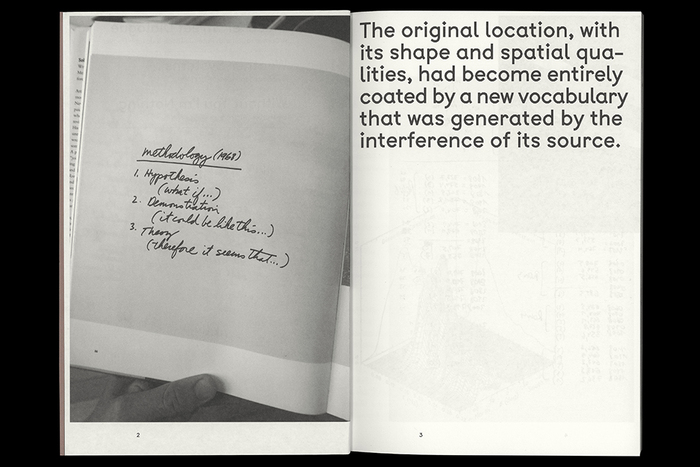 methodology (1968)
1. Hypothesis
(what if...)
2. Demonstration
(it could be like this...)
3. Theory
(therefore it seems that...)
2
The original location, with
its shape and spatial qua-
lities, had become entirely
coated by a new vocabulary
that was generated by the
interference of its source.
3